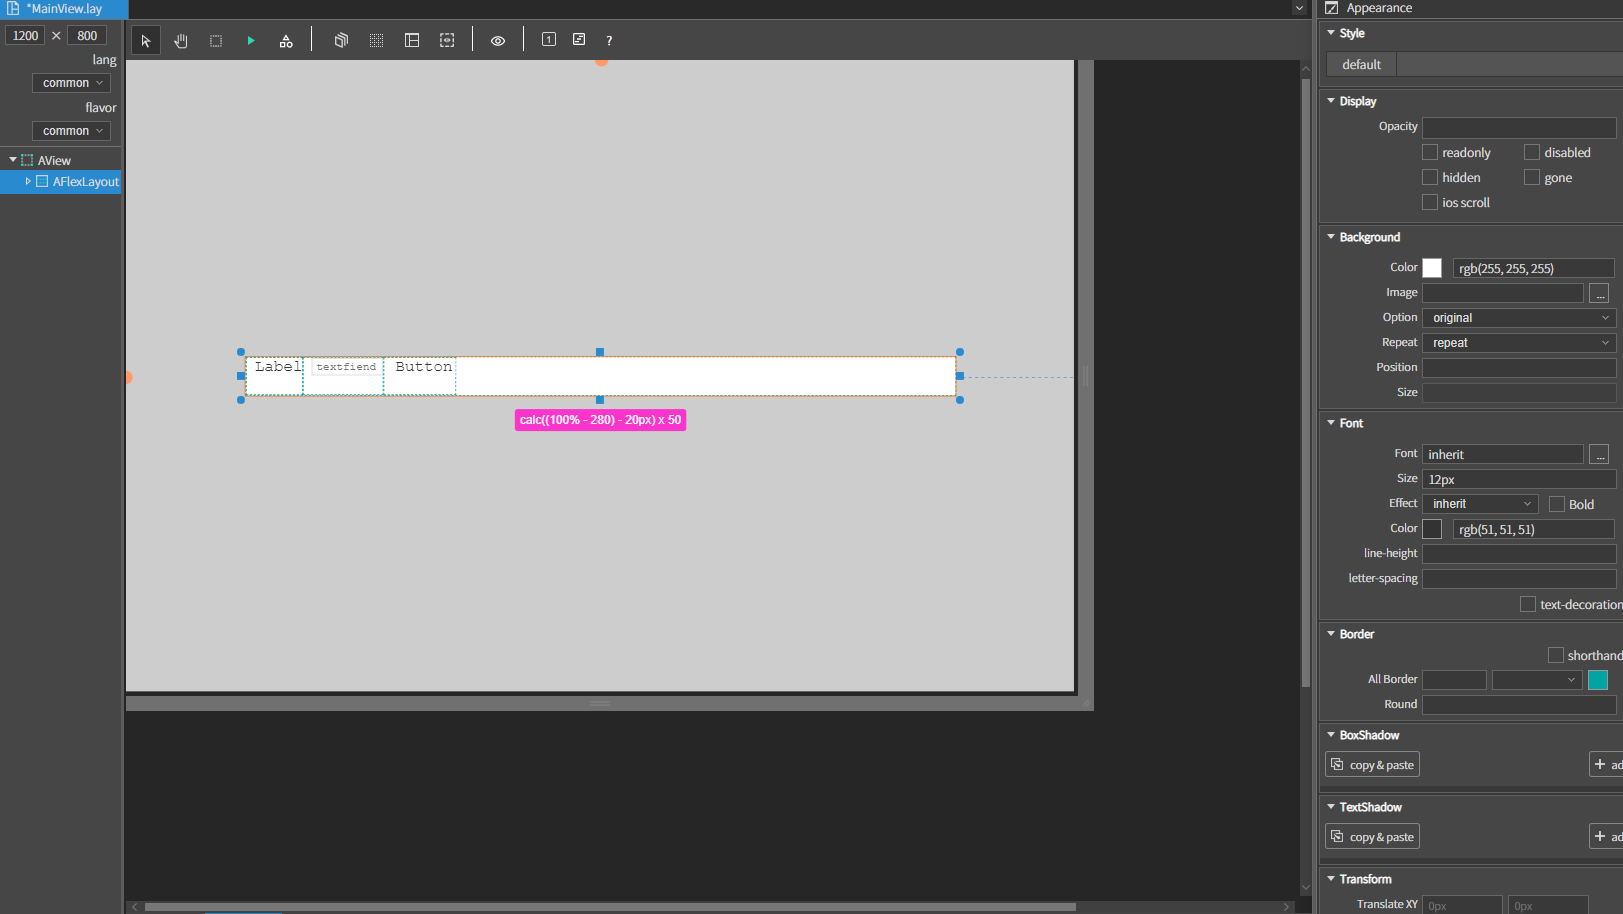 *MainView.lay
1200 × 800
lang
common
flavor
common
AView
AFlexLayout
1
?
Label textfiend Button
calc((100% - 280) - 20px) x 50
Appearance
Style
default
Display
Opacity
readonly disabled
hidden gone
ios scroll
Background
Color rgb(255, 255, 255)
Image ...
Option original
Repeat repeat
Position
Size
Font
Font inherit ...
Size 12px
Effect inherit Bold
Color rgb(51, 51, 51)
line-height
letter-spacing
text-decoration
Border
shorthand
All Border
Round
BoxShadow
copy & paste + ad
TextShadow
copy & paste + ad
Transform
Translate XY 0px 0px